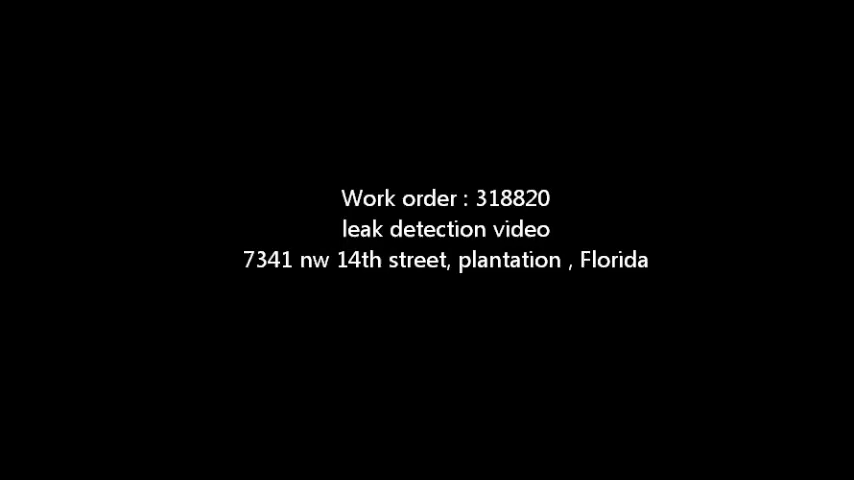 Work order : 318820
leak detection video
7341 nw 14th street, plantation , Florida